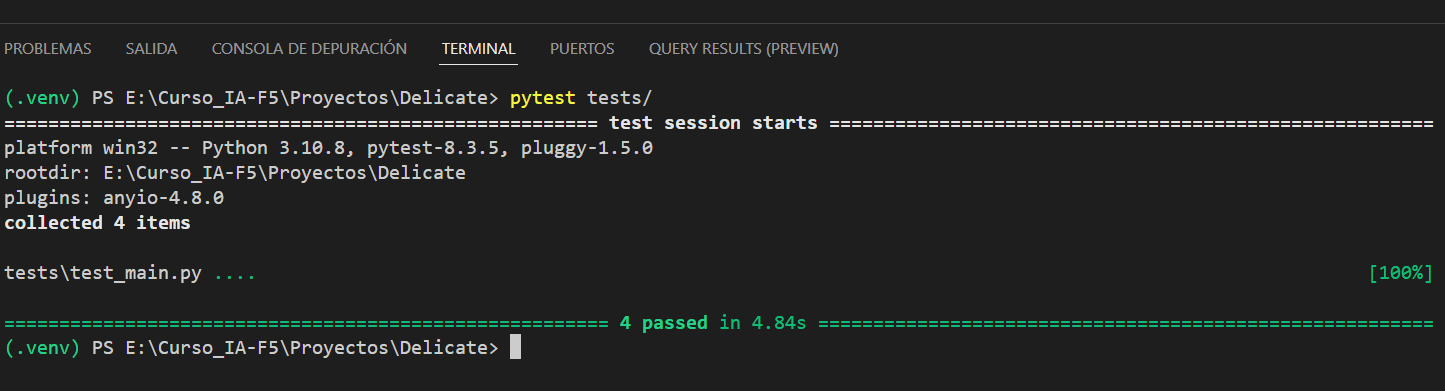 PROBLEMAS SALIDA CONSOLA DE DEPURACIÓN TERMINAL PUERTOS QUERY RESULTS (PREVIEW)
(.venv) PS E:\Curso_IA-F5\Proyectos\Delicate> pytest tests/
====================================================== test session starts =======================================================
platform win32 -- Python 3.10.8, pytest-8.3.5, pluggy-1.5.0
rootdir: E:\Curso_IA-F5\Proyectos\Delicate
plugins: anyio-4.8.0
collected 4 items
tests\test_main.py .... [100%]
======================================================= 4 passed in 4.84s ========================================================
(.venv) PS E:\Curso_IA-F5\Proyectos\Delicate>